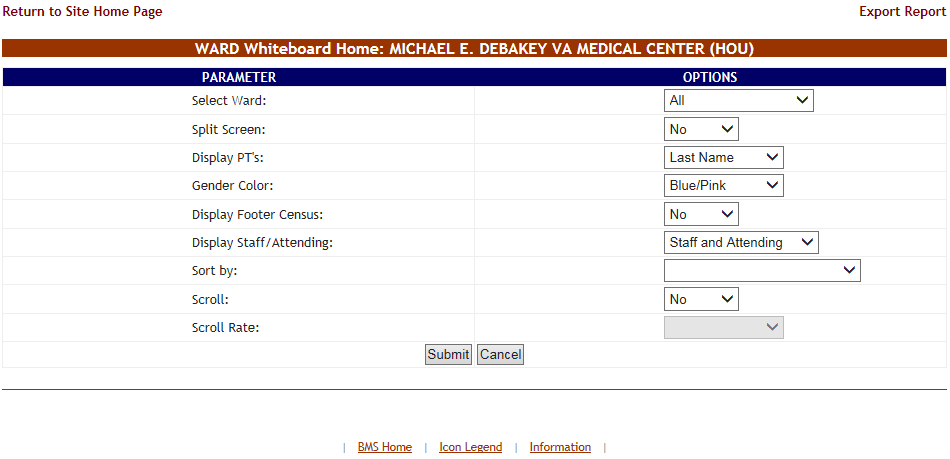 Return to Site Home Page Export Report
WARD Whiteboard Home: MICHAEL E. DEBAKEY VA MEDICAL CENTER (HOU)
PARAMETER OPTIONS
Select Ward: All
Split Screen: No
Display PT's: Last Name
Gender Color: Blue/Pink
Display Footer Census: No
Display Staff/Attending: Staff and Attending
Sort by:
Scroll: No
Scroll Rate:
Submit Cancel
| BMS Home | Icon Legend | Information |